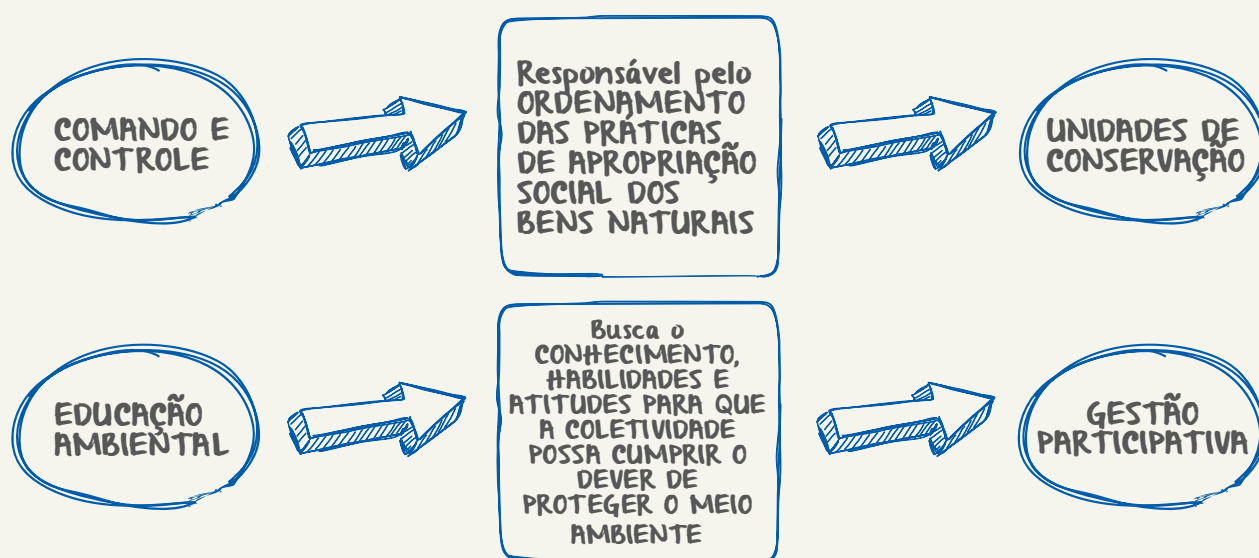 COMANDO E
CONTROLE
Responsável pelo
ORDENAMENTO
DAS PRÁTICAS
DE APROPRIAÇÃO
SOCIAL DOS
BENS NATURAIS
UNIDADES DE
CONSERVAÇÃO
EDUCAÇÃO
AMBIENTAL
Busca o
CONHECIMENTO,
HABILIDADES E
ATITUDES PARA QUE
A COLETIVIDADE
POSSA CUMPRIR O
DEVER DE
PROTEGER O MEIO
AMBIENTE
GESTÃO
PARTICIPATIVA